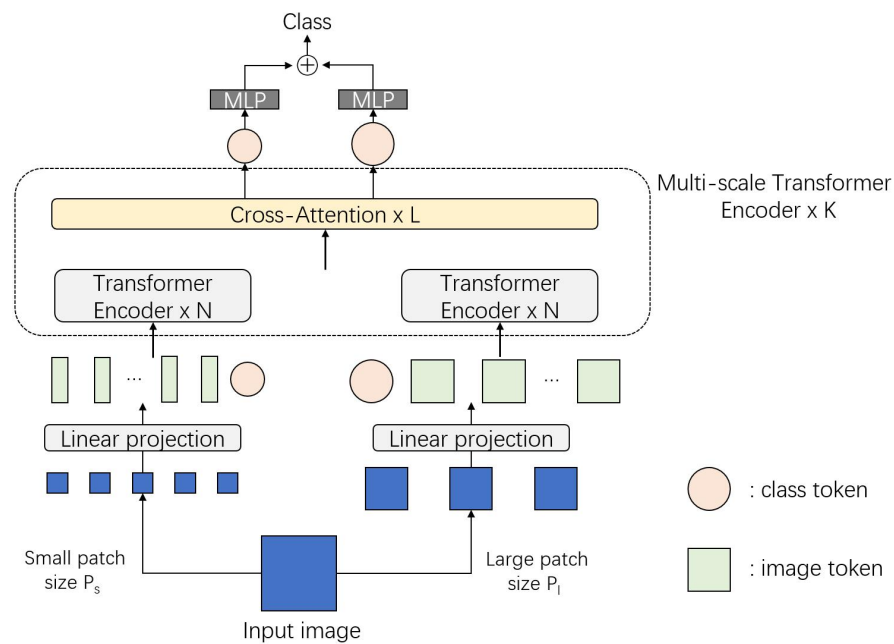 Class
MLP
MLP
Multi-scale Transformer
Encoder x K
Cross-Attention x L
Transformer
Encoder x N
Transformer
Encoder x N
...
...
Linear projection
Linear projection
: class token
Small patch
size Pₛ
Large patch
size Pₗ
: image token
Input image